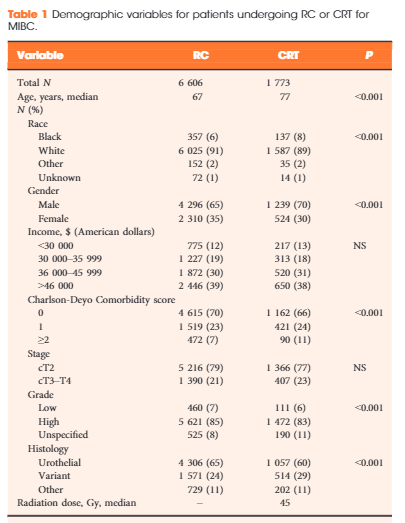 Table 1 Demographic variables for patients undergoing RC or CRT for
MIBC.
Variable RC CRT P
Total N 6 606 1 773
Age, years, median 67 77 <0.001
N (%)
Race
Black 357 (6) 137 (8) <0.001
White 6 025 (91) 1 587 (89)
Other 152 (2) 35 (2)
Unknown 72 (1) 14 (1)
Gender
Male 4 296 (65) 1 239 (70) <0.001
Female 2 310 (35) 524 (30)
Income, $ (American dollars)
<30 000 775 (12) 217 (13) NS
30 000–35 999 1 227 (19) 313 (18)
36 000–45 999 1 872 (30) 520 (31)
>46 000 2 446 (39) 650 (38)
Charlson-Deyo Comorbidity score
0 4 615 (70) 1 162 (66) <0.001
1 1 519 (23) 421 (24)
≥2 472 (7) 90 (11)
Stage
cT2 5 216 (79) 1 366 (77) NS
cT3–T4 1 390 (21) 407 (23)
Grade
Low 460 (7) 111 (6) <0.001
High 5 621 (85) 1 472 (83)
Unspecified 525 (8) 190 (11)
Histology
Urothelial 4 306 (65) 1 057 (60) <0.001
Variant 1 571 (24) 514 (29)
Other 729 (11) 202 (11)
Radiation dose, Gy, median – 45